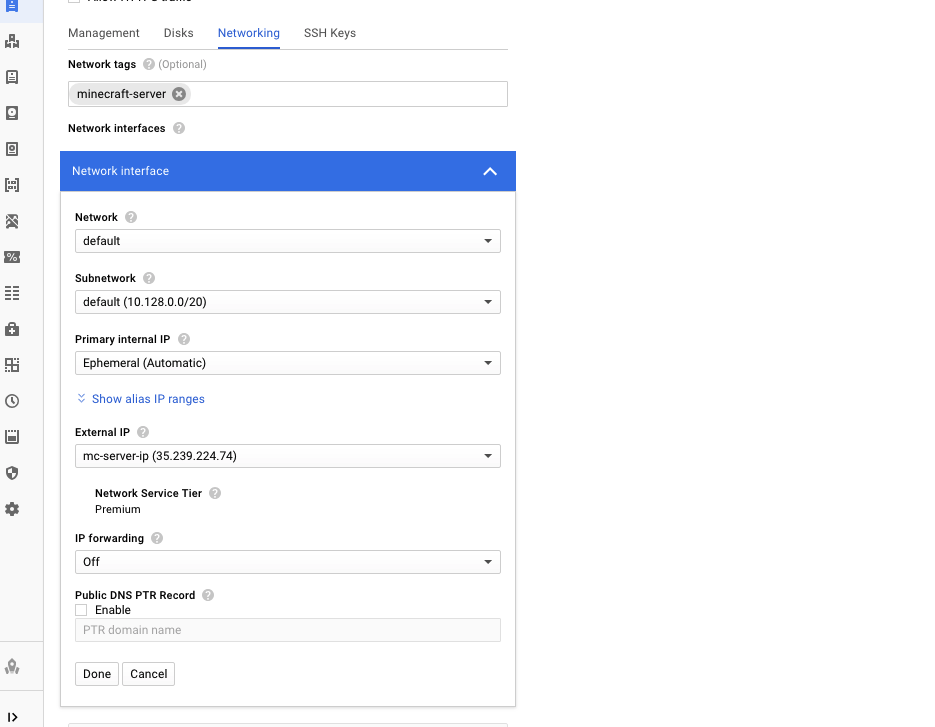 Management Disks Networking SSH Keys
Network tags ? (Optional)
minecraft-server
Network interfaces ?
Network interface
Network ?
default
Subnetwork ?
default (10.128.0.0/20)
Primary internal IP ?
Ephemeral (Automatic)
Show alias IP ranges
External IP ?
mc-server-ip (35.239.224.74)
Network Service Tier ?
Premium
IP forwarding ?
Off
Public DNS PTR Record ?
Enable
PTR domain name
Done Cancel